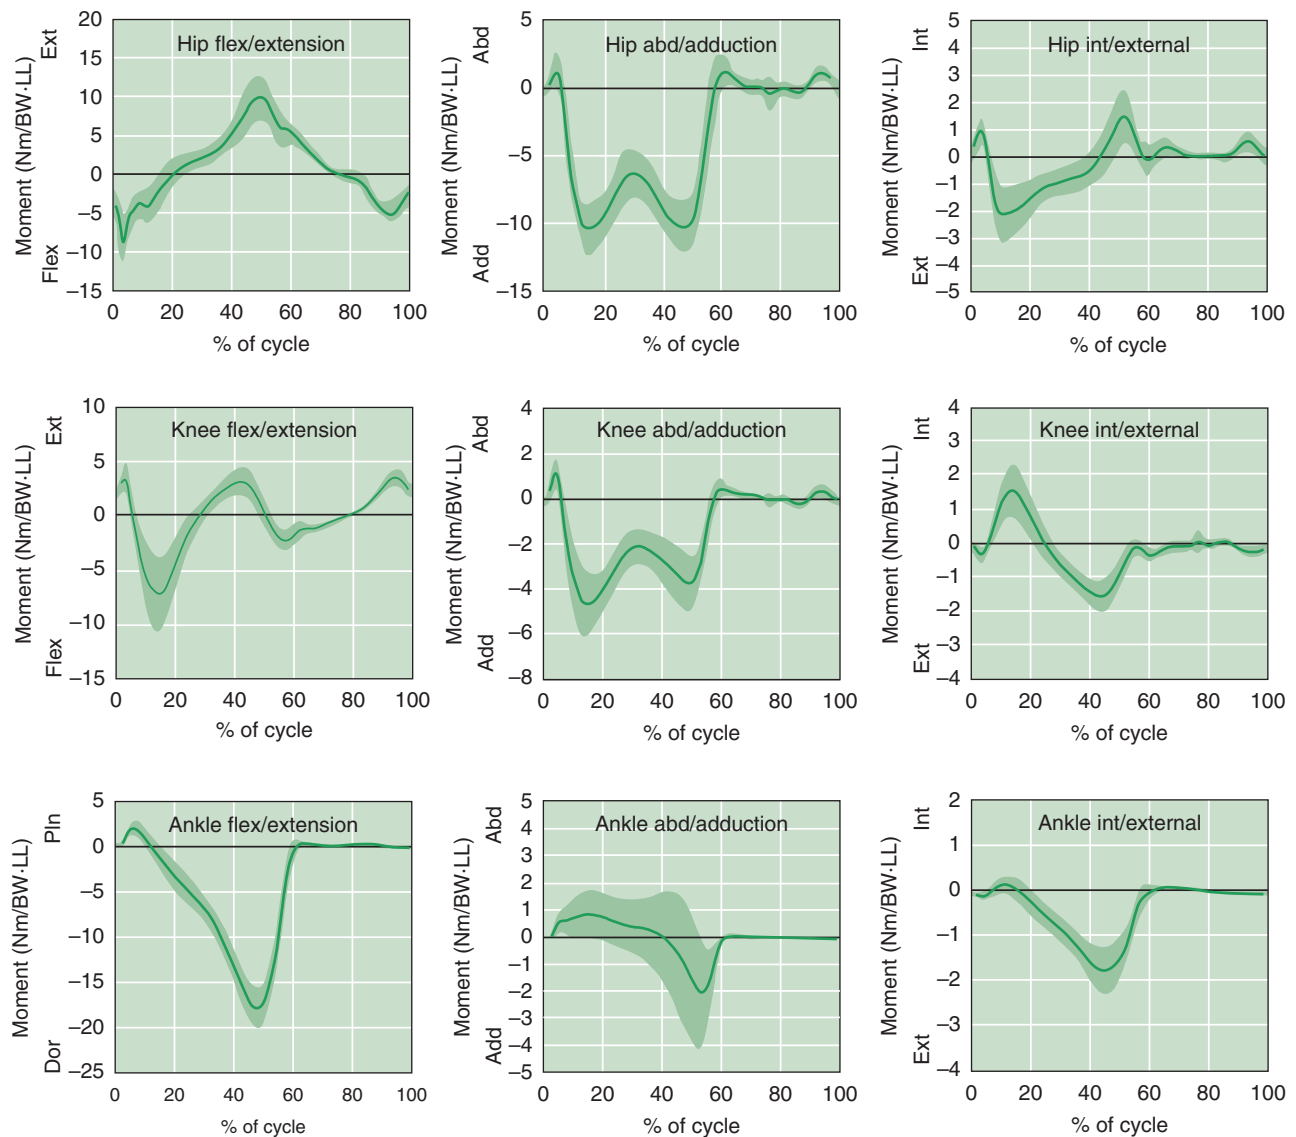 Hip flex/extension
Moment (Nm/BW·LL)
Ext
Flex
20
15
10
5
0
–5
–10
–15
0 20 40 60 80 100
% of cycle
Hip abd/adduction
Moment (Nm/BW·LL)
Abd
Add
5
0
–5
–10
–15
0 20 40 60 80 100
% of cycle
Hip int/external
Moment (Nm/BW·LL)
Int
Ext
5
4
3
2
1
0
–1
–2
–3
–4
–5
0 20 40 60 80 100
% of cycle
Knee flex/extension
Moment (Nm/BW·LL)
Ext
Flex
10
5
0
–5
–10
–15
0 20 40 60 80 100
% of cycle
Knee abd/adduction
Moment (Nm/BW·LL)
Abd
Add
4
2
0
–2
–4
–6
–8
0 20 40 60 80 100
% of cycle
Knee int/external
Moment (Nm/BW·LL)
Int
Ext
4
3
2
1
0
–1
–2
–3
–4
0 20 40 60 80 100
% of cycle
Ankle flex/extension
Moment (Nm/BW·LL)
Pln
Dor
5
0
–5
–10
–15
–20
–25
0 20 40 60 80 100
% of cycle
Ankle abd/adduction
Moment (Nm/BW·LL)
Abd
Add
5
4
3
2
1
0
–1
–2
–3
–4
–5
0 20 40 60 80 100
% of cycle
Ankle int/external
Moment (Nm/BW·LL)
Int
Ext
2
1
0
–1
–2
–3
–4
0 20 40 60 80 100
% of cycle